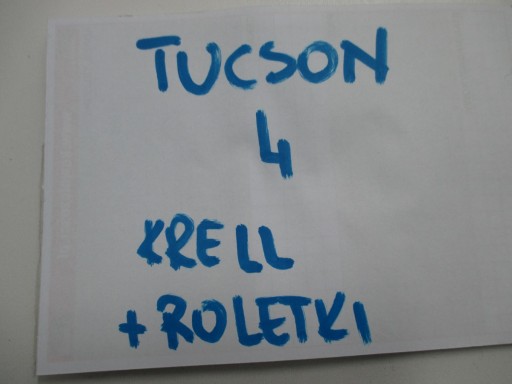 TUCSON
4
KRELL
+ROLETKI